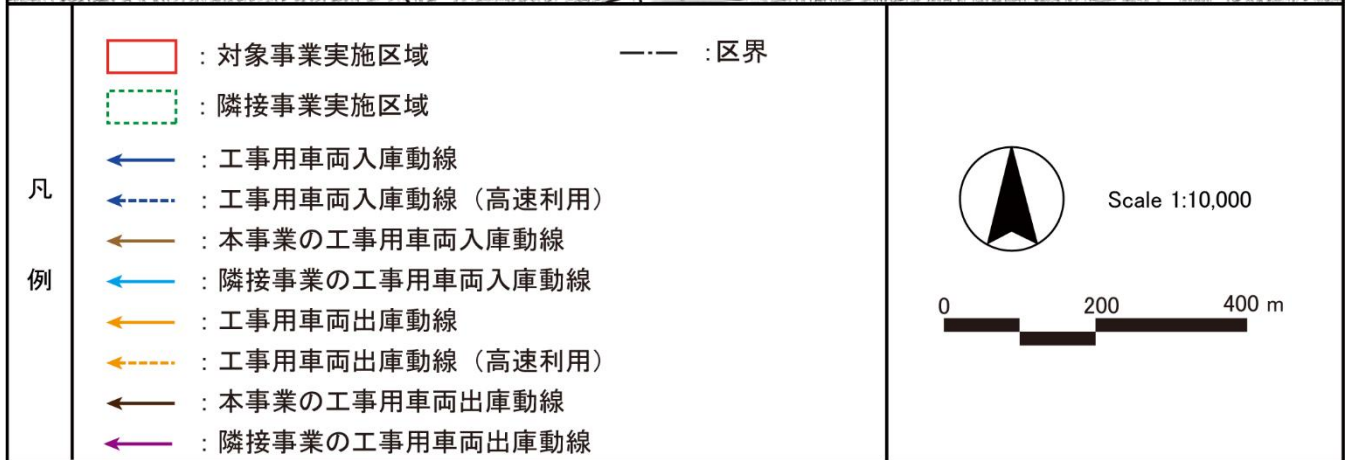 凡例
：対象事業実施区域
：区界
：隣接事業実施区域
：工事用車両入庫動線
：工事用車両入庫動線（高速利用）
：本事業の工事用車両入庫動線
：隣接事業の工事用車両入庫動線
：工事用車両出庫動線
：工事用車両出庫動線（高速利用）
：本事業の工事用車両出庫動線
：隣接事業の工事用車両出庫動線
Scale 1:10,000
0 200 400 m